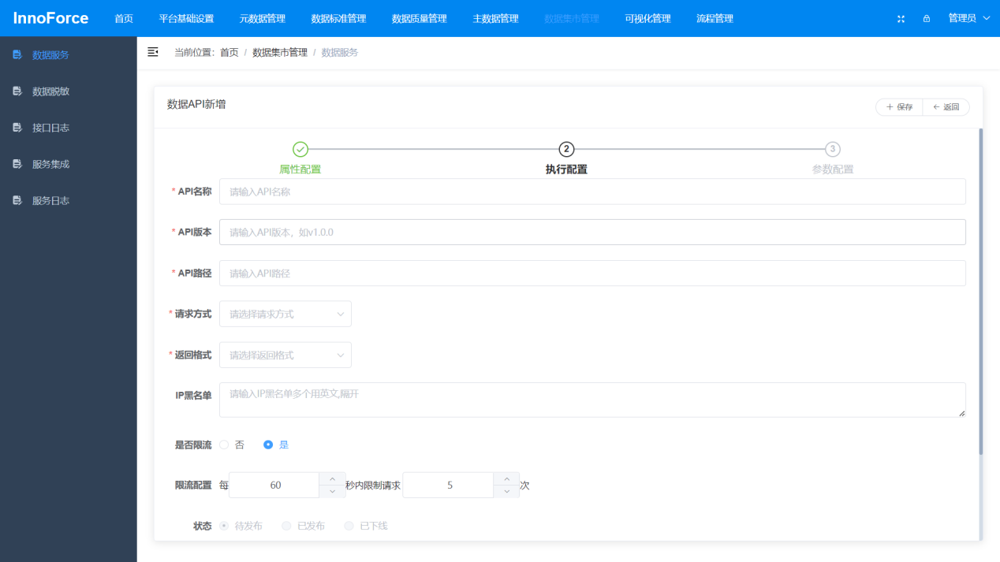 InnoForce 首页 平台基础设置 元数据管理 数据标准管理 数据质量管理 主数据管理 数据集市管理 可视化管理 流程管理 管理员
数据服务
数据脱敏
接口日志
服务集成
服务日志
当前位置: 首页 / 数据集市管理 / 数据服务
数据API新增
保存 返回
2 3
属性配置 执行配置 参数配置
* API名称 请输入API名称
* API版本 请输入API版本，如v1.0.0
* API路径 请输入API路径
* 请求方式 请选择请求方式
* 返回格式 请选择返回格式
IP黑名单 请输入IP黑名单多个用英文,隔开
是否限流 否 是
限流配置 每 60 秒内限制请求 5 次
状态 待发布 已发布 已下线